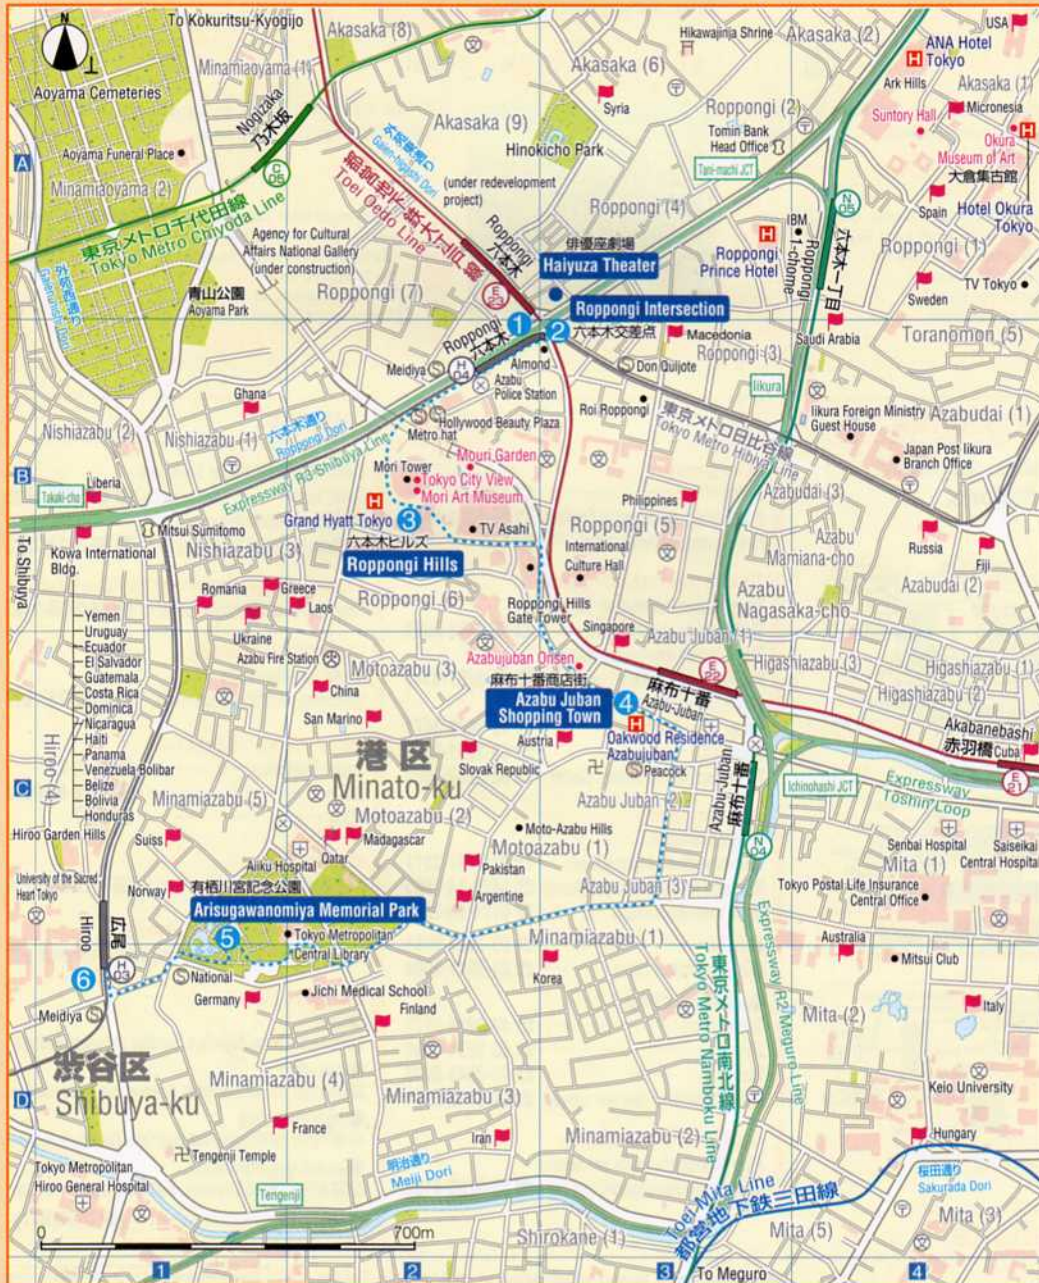 To Kokuritsu-Kyogijo
Akasaka (8)
Hikawajinja Shrine
Akasaka (2)
USA
ANA Hotel
Tokyo
Minamiaoyama (1)
Akasaka (6)
Ark Hills
Akasaka (1)
Aoyama Cemeteries
Syria
Roppongi (2)
Suntory Hall
Micronesia
Nogizaka
乃木坂
Akasaka (9)
外苑東通り
Gaien-higashi Dori
Tomin Bank
Head Office
Okura
Museum of Art
大倉集古館
A
Aoyama Funeral Place
Hinokicho Park
Tani-machi JCT
Minamiaoyama (2)
C
05
(under redevelopment
project)
N
05
Spain
Hotel Okura
Tokyo
都営地下鉄大江戸線
Toei Oedo Line
Roppongi (4)
IBM
東京メトロ千代田線
Tokyo Metro Chiyoda Line
Agency for Cultural
Affairs National Gallery
(under construction)
Roppongi
六本木
俳優座劇場
Haiyuza Theater
Roppongi
Prince Hotel
Roppongi
1-chome
六本木一丁目
Roppongi (1)
TV Tokyo
外苑西通り
Gaiennishi Dori
青山公園
Aoyama Park
Roppongi (7)
E
23
Roppongi Intersection
Sweden
1
2
六本木交差点
Macedonia
Saudi Arabia
Toranomon (5)
Roppongi
六本木
Roppongi (3)
Meidiya
H
04
Almond
Don Quijote
Azabu
Police Station
Iikura
Ghana
Roi Roppongi
東京メトロ日比谷線
Tokyo Metro Hibiya Line
Iikura Foreign Ministry
Guest House
Azabudai (1)
Nishiazabu (2)
Nishiazabu (1)
六本木通り
Roppongi Dori
Hollywood Beauty Plaza
Metro hat
Japan Post Iikura
Branch Office
B
Expressway R3 Shibuya Line
Mouri Garden
Mori Tower
Tokyo City View
Mori Art Museum
Azabudai (3)
Takaki-cho
Liberia
Philippines
Mitsui Sumitomo
Grand Hyatt Tokyo
3
TV Asahi
Roppongi (5)
To Shibuya
Kowa International
Bldg.
Nishiazabu (3)
六本木ヒルズ
Roppongi Hills
International
Culture Hall
Azabu
Mamiana-cho
Russia
Fiji
Romania
Greece
Laos
Roppongi (6)
Azabu
Nagasaka-cho
Azabudai (2)
Yemen
Uruguay
Ecuador
El Salvador
Guatemala
Costa Rica
Dominica
Nicaragua
Haiti
Panama
Venezuela Bolibar
Belize
Bolivia
Honduras
Ukraine
Roppongi Hills
Gate Tower
Singapore
Azabu Juban (1)
Azabu Fire Station
Motoazabu (3)
Azabujuban Onsen
E
22
Higashiazabu (3)
Higashiazabu (1)
China
麻布十番商店街
Azabu Juban
Shopping Town
4
麻布十番
Azabu-Juban
Higashiazabu (2)
San Marino
Austria
Oakwood Residence
Azabujuban
Akabanebashi
赤羽橋
Cuba
港区
Minato-ku
Slovak Republic
Peacock
Azabu-Juban
麻布十番
E
21
Hiroo (4)
C
Minamiazabu (5)
Azabu Juban (2)
Ichinohashi JCT
Expressway
Toshin Loop
Motoazabu (2)
Hiroo Garden Hills
Suiss
Qatar
Madagascar
Moto-Azabu Hills
Motoazabu (1)
N
04
Senbai Hospital
Saiseikai
Central Hospital
Aiiku Hospital
Pakistan
Mita (1)
University of the Sacred
Heart Tokyo
Norway
有栖川宮記念公園
Argentine
Azabu Juban (3)
Tokyo Postal Life Insurance
Central Office
Arisugawanomiya Memorial Park
広尾
Hiroo
5
Tokyo Metropolitan
Central Library
Minamiazabu (1)
Australia
6
H
03
National
Korea
東京メトロ南北線
Tokyo Metro Namboku Line
Expressway R2 Meguro Line
Mitsui Club
Germany
Jichi Medical School
Finland
Italy
Meidiya
Mita (2)
渋谷区
Shibuya-ku
Minamiazabu (4)
Minamiazabu (3)
Keio University
D
France
Iran
Minamiazabu (2)
Hungary
Tengenji Temple
Tokyo Metropolitan
Hiroo General Hospital
明治通り
Meiji Dori
Toei Mita Line
都営地下鉄三田線
桜田通り
Sakurada Dori
Tengenji
0
700m
Shirokane (1)
Mita (5)
Mita (3)
1
2
3
To Meguro
4